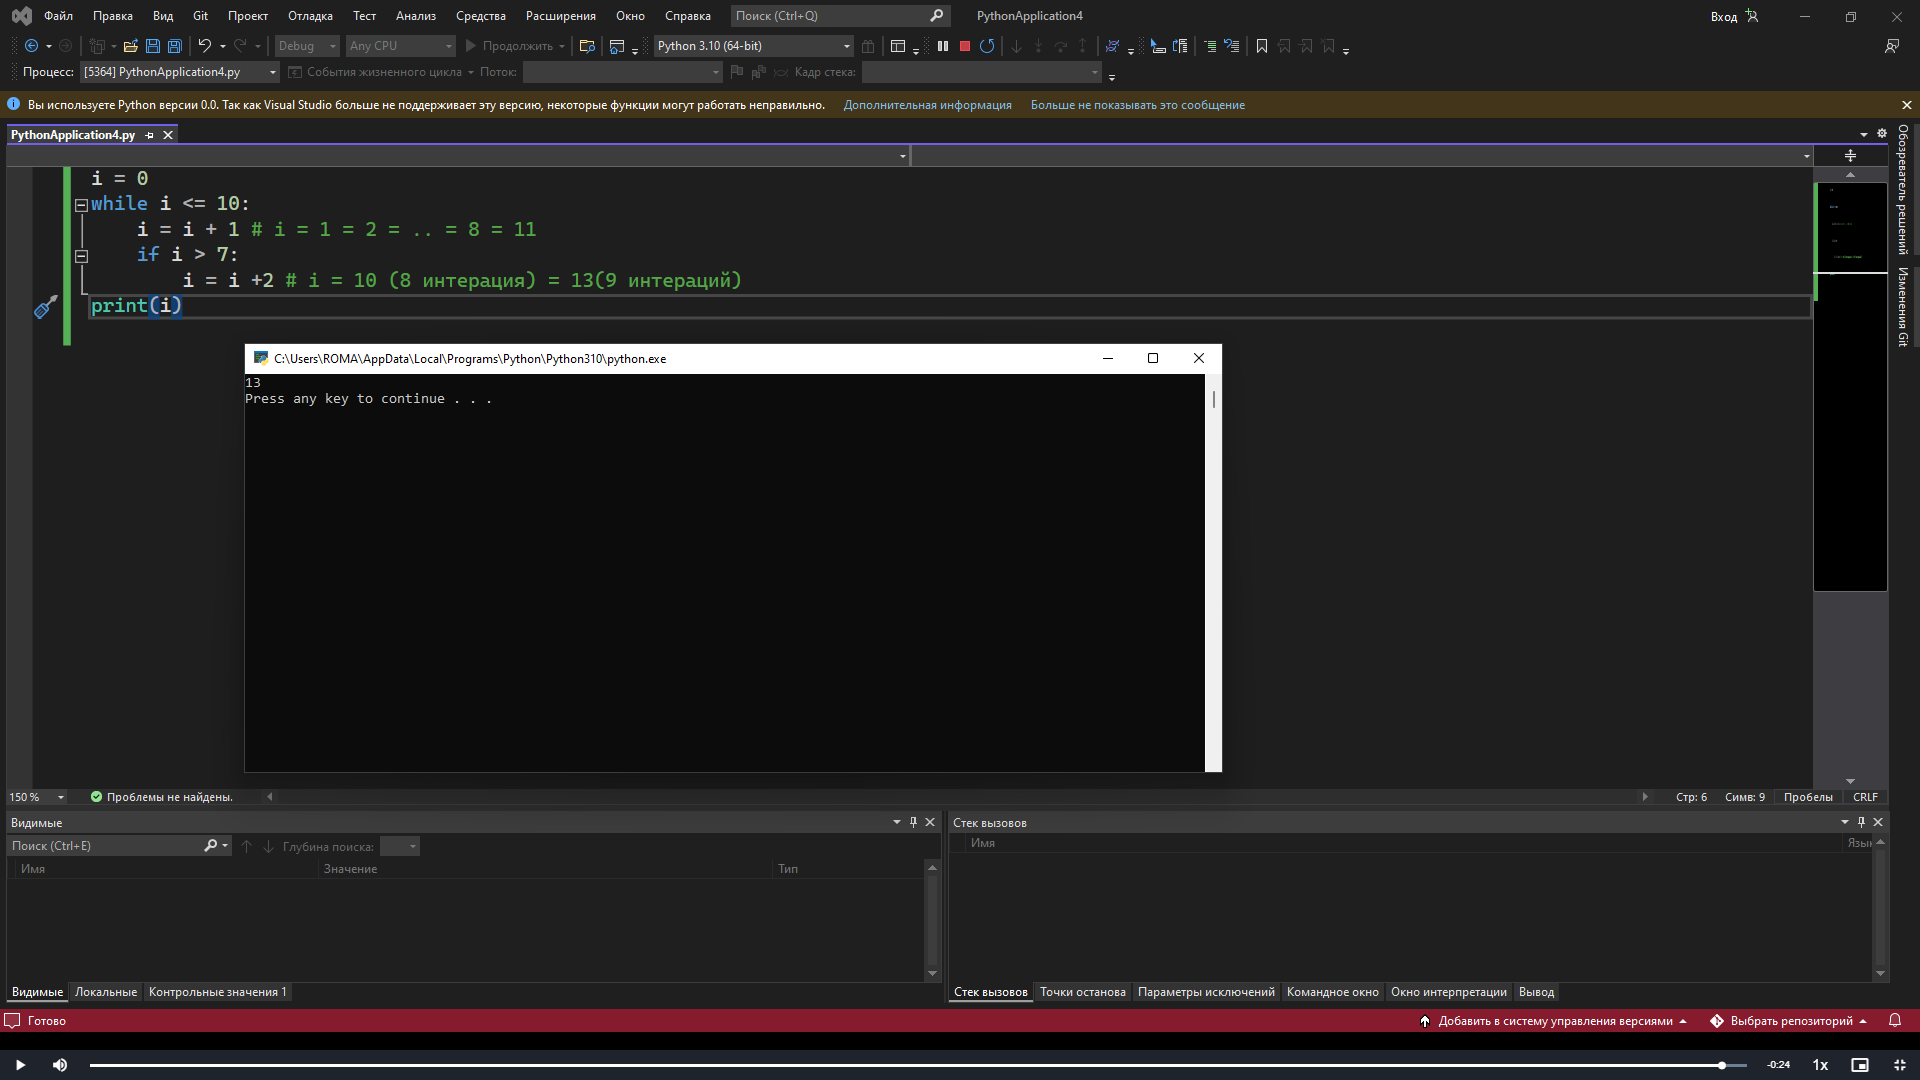 Файл Правка Вид Git Проект Отладка Тест Анализ Средства Расширения Окно Справка Поиск (Ctrl+Q) PythonApplication4 Вход
Debug Any CPU Продолжить Python 3.10 (64-bit)
Процесс: [5364] PythonApplication4.py События жизненного цикла Поток: Кадр стека:
Вы используете Python версии 0.0. Так как Visual Studio больше не поддерживает эту версию, некоторые функции могут работать неправильно. Дополнительная информация Больше не показывать это сообщение
PythonApplication4.py
Обозреватель решений
Изменения Git
i = 0
while i <= 10:
i = i + 1 # i = 1 = 2 = .. = 8 = 11
if i > 7:
i = i +2 # i = 10 (8 интерация) = 13(9 интераций)
print(i)
C:\Users\ROMA\AppData\Local\Programs\Python\Python310\python.exe
13
Press any key to continue . . .
150 % Проблемы не найдены. Стр: 6 Симв: 9 Пробелы CRLF
Видимые
Поиск (Ctrl+E) Глубина поиска:
Имя Значение Тип
Видимые Локальные Контрольные значения 1
Стек вызовов
Имя Язык
Стек вызовов Точки останова Параметры исключений Командное окно Окно интерпретации Вывод
Готово Добавить в систему управления версиями Выбрать репозиторий
-0:24 1x